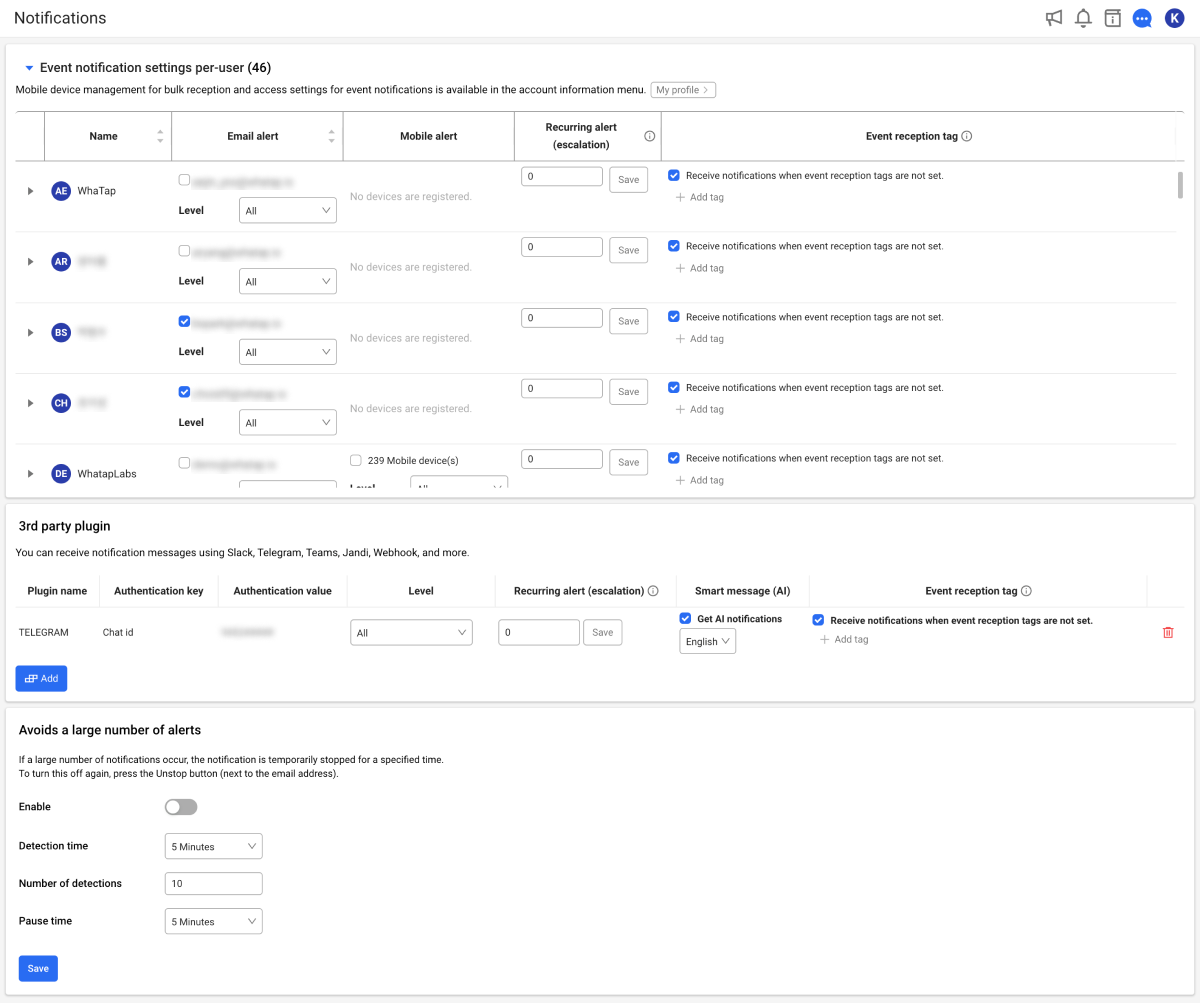 Notifications
K
Event notification settings per-user (46)
Mobile device management for bulk reception and access settings for event notifications is available in the account information menu. My profile >
Name
Email alert
Mobile alert
Recurring alert
(escalation)
Event reception tag
AE WhaTap
Level All
No devices are registered.
0 Save
Receive notifications when event reception tags are not set.
+ Add tag
AR
Level All
No devices are registered.
0 Save
Receive notifications when event reception tags are not set.
+ Add tag
BS
Level All
No devices are registered.
0 Save
Receive notifications when event reception tags are not set.
+ Add tag
CH
Level All
No devices are registered.
0 Save
Receive notifications when event reception tags are not set.
+ Add tag
DE WhatapLabs
239 Mobile device(s)
Level All
0 Save
Receive notifications when event reception tags are not set.
+ Add tag
3rd party plugin
You can receive notification messages using Slack, Telegram, Teams, Jandi, Webhook, and more.
Plugin name
Authentication key
Authentication value
Level
Recurring alert (escalation)
Smart message (AI)
Event reception tag
TELEGRAM
Chat id
All
0 Save
Get AI notifications
English
Receive notifications when event reception tags are not set.
+ Add tag
Add
Avoids a large number of alerts
If a large number of notifications occur, the notification is temporarily stopped for a specified time.
To turn this off again, press the Unstop button (next to the email address).
Enable
Detection time 5 Minutes
Number of detections 10
Pause time 5 Minutes
Save